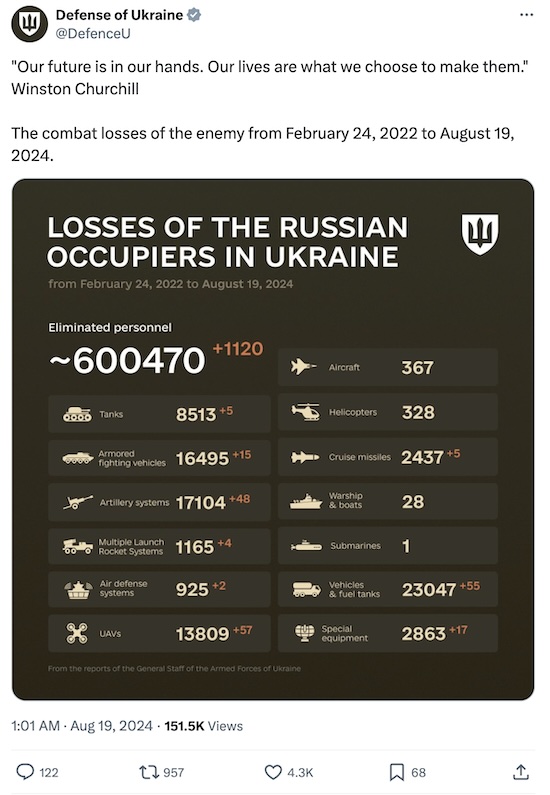 Defense of Ukraine
@DefenceU
"Our future is in our hands. Our lives are what we choose to make them."
Winston Churchill
The combat losses of the enemy from February 24, 2022 to August 19,
2024.
LOSSES OF THE RUSSIAN
OCCUPIERS IN UKRAINE
from February 24, 2022 to August 19, 2024
Eliminated personnel
~600470 +1120
Tanks 8513 +5
Armored
fighting vehicles 16495 +15
Artillery systems 17104 +48
Multiple Launch
Rocket Systems 1165 +4
Air defense
systems 925 +2
UAVs 13809 +57
Aircraft 367
Helicopters 328
Cruise missiles 2437 +5
Warship
& boats 28
Submarines 1
Vehicles
& fuel tanks 23047 +55
Special
equipment 2863 +17
From the reports of the General Staff of the Armed Forces of Ukraine
1:01 AM · Aug 19, 2024 · 151.5K Views
122 957 4.3K 68